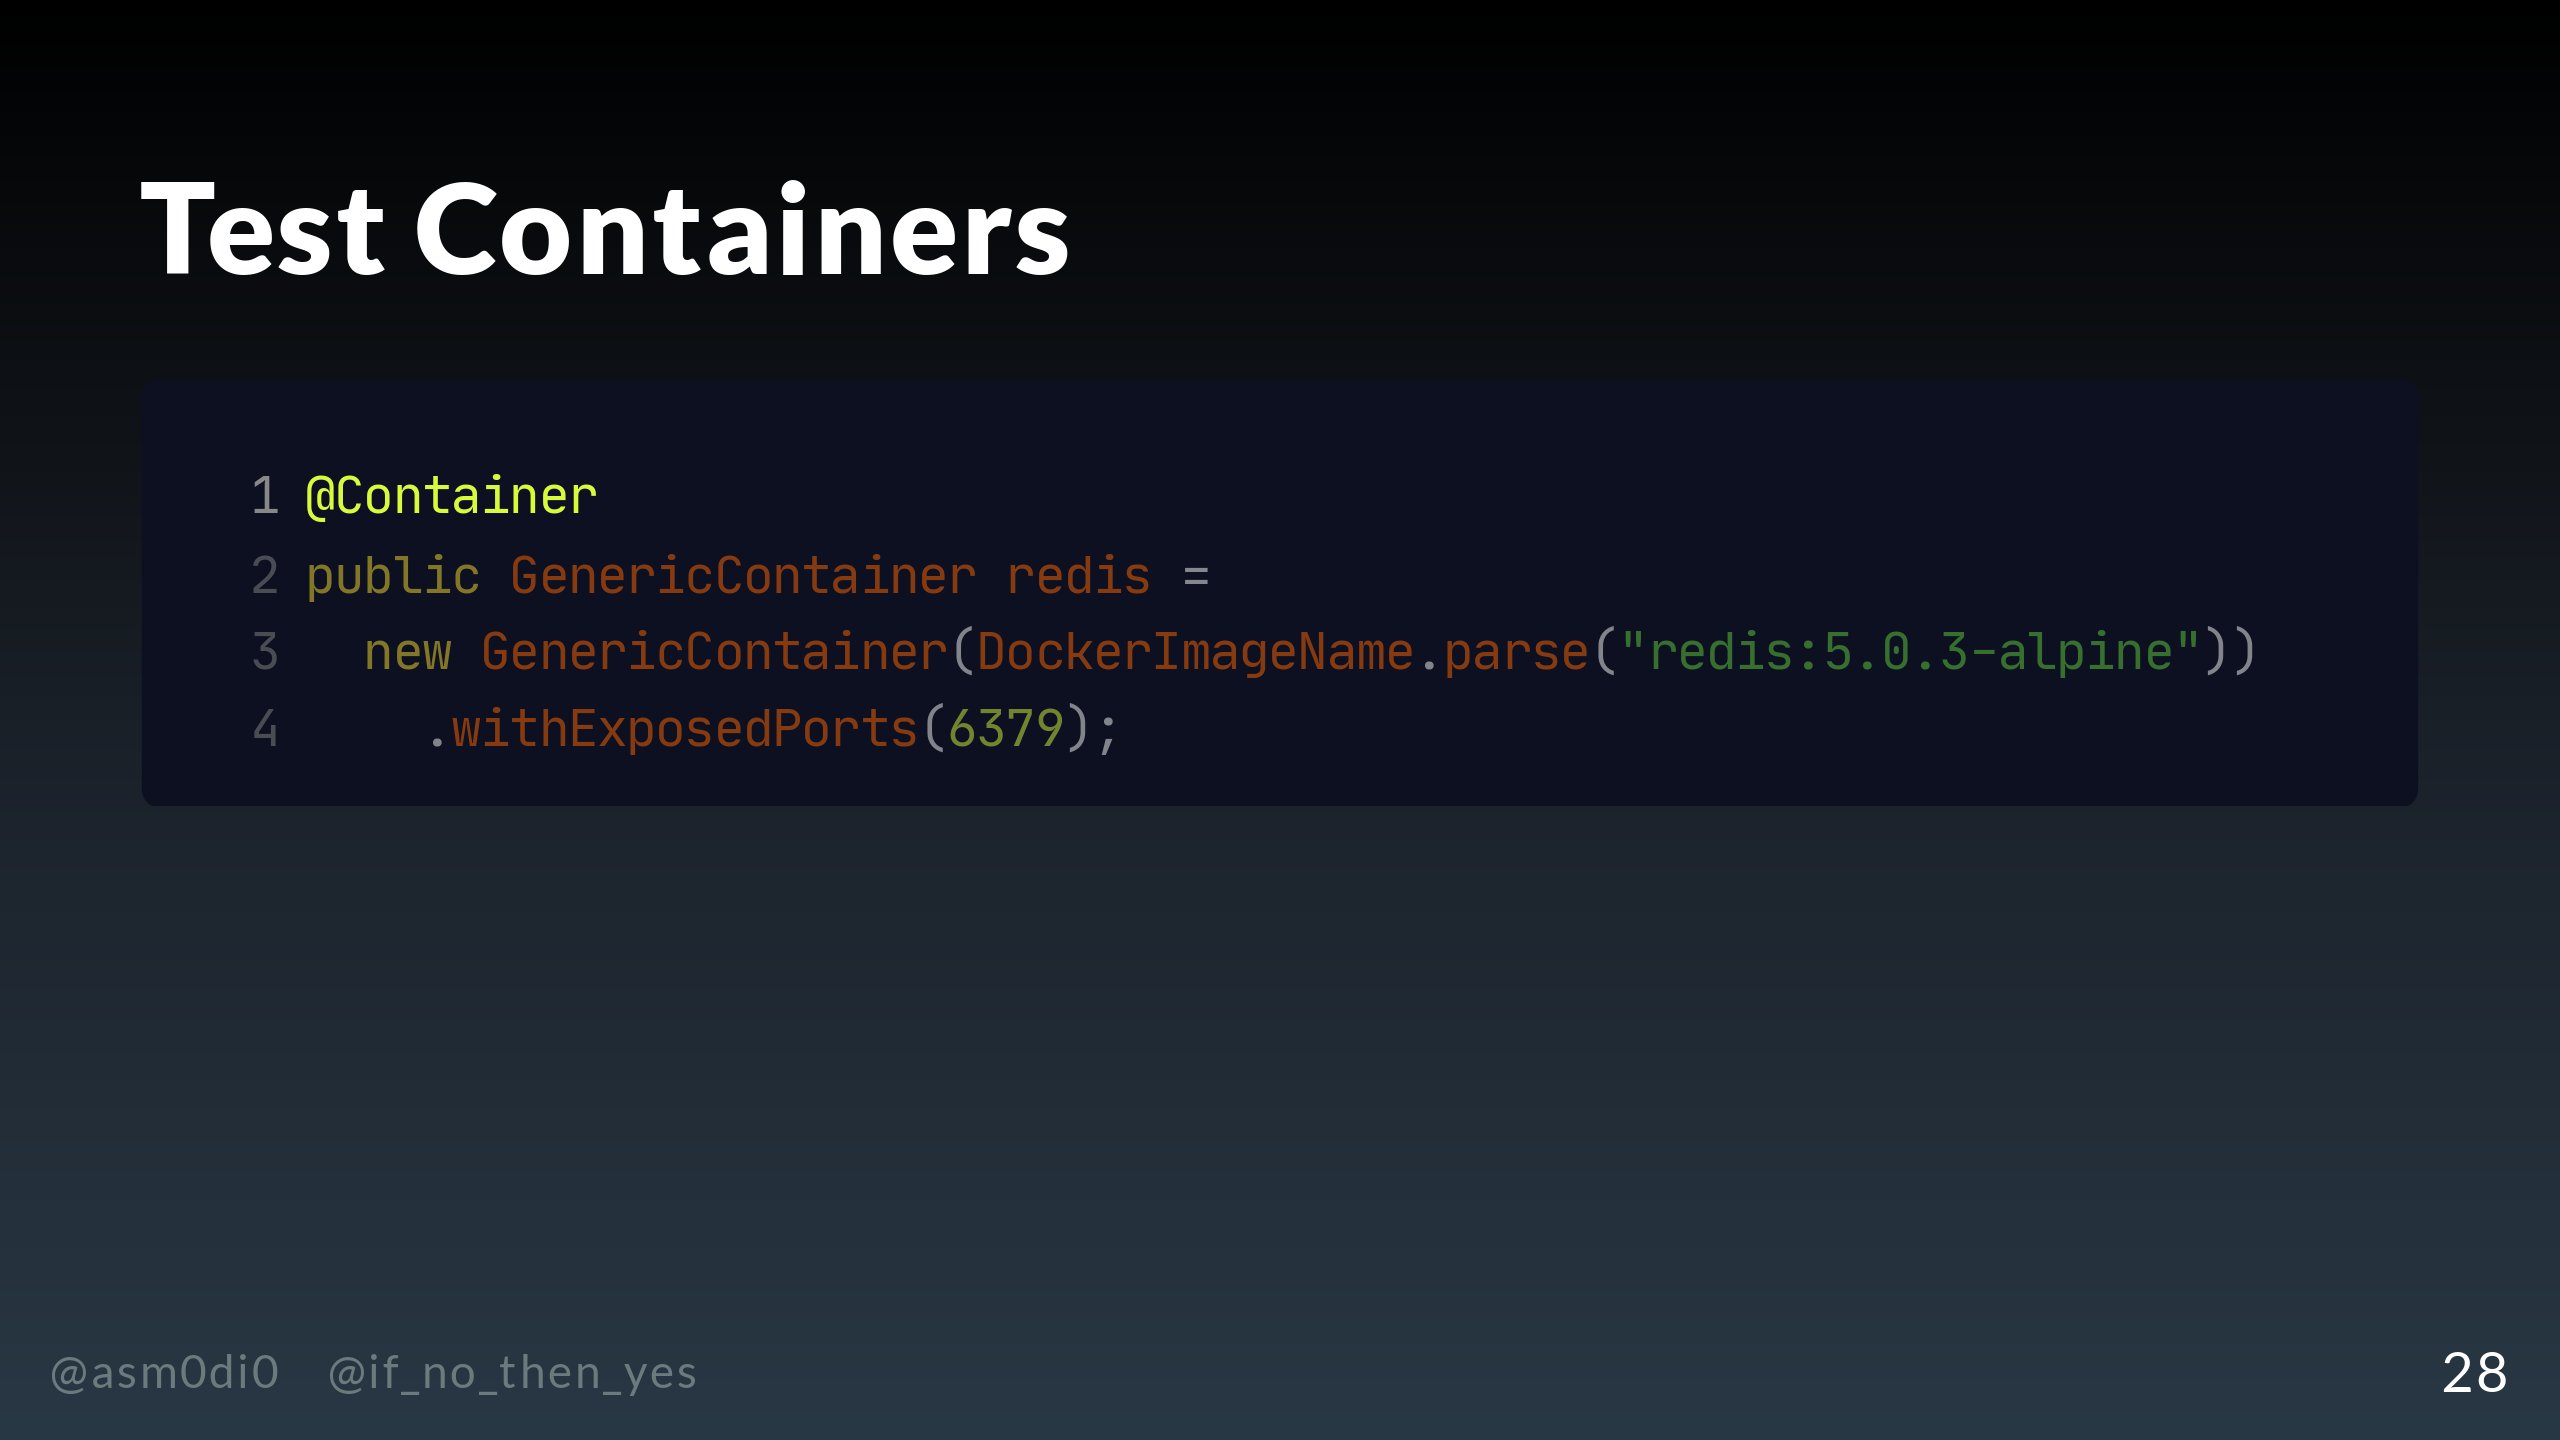 Test Containers
1 @Container
2 public GenericContainer redis =
3   new GenericContainer(DockerImageName.parse("redis:5.0.3-alpine"))
4     .withExposedPorts(6379);
@asm0di0 @if_no_then_yes
28